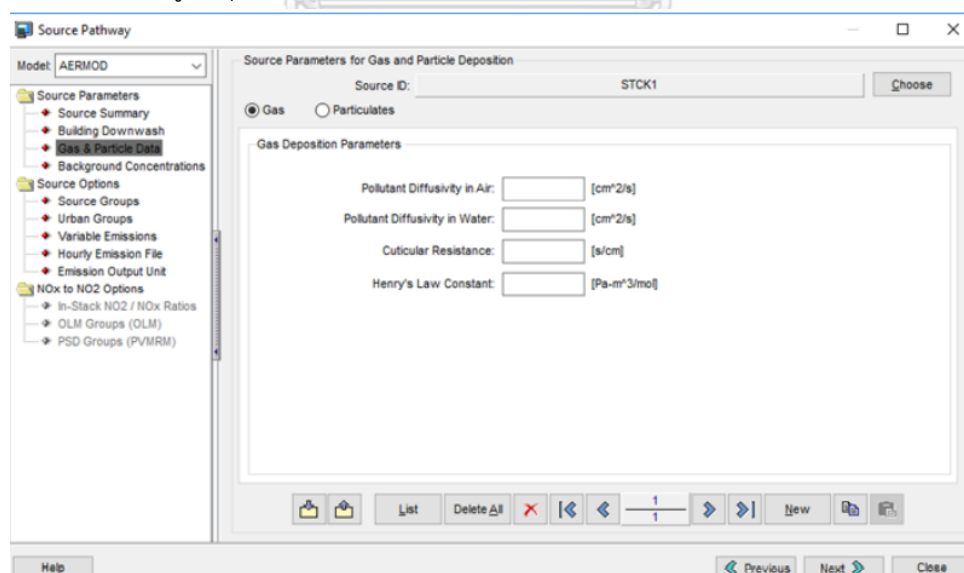 Source Pathway
Model: AERMOD
Source Parameters
Source Summary
Building Downwash
Gas & Particle Data
Background Concentrations
Source Options
Source Groups
Urban Groups
Variable Emissions
Hourly Emission File
Emission Output Unit
NOx to NO2 Options
In-Stack NO2 / NOx Ratios
OLM Groups (OLM)
PSD Groups (PVMRM)
Source Parameters for Gas and Particle Deposition
Source ID: STCK1 Choose
Gas Particulates
Gas Deposition Parameters
Pollutant Diffusivity in Air: [cm^2/s]
Pollutant Diffusivity in Water: [cm^2/s]
Cuticular Resistance: [s/cm]
Henry's Law Constant: [Pa-m^3/mol]
List Delete All 1 New
1
Help Previous Next Close